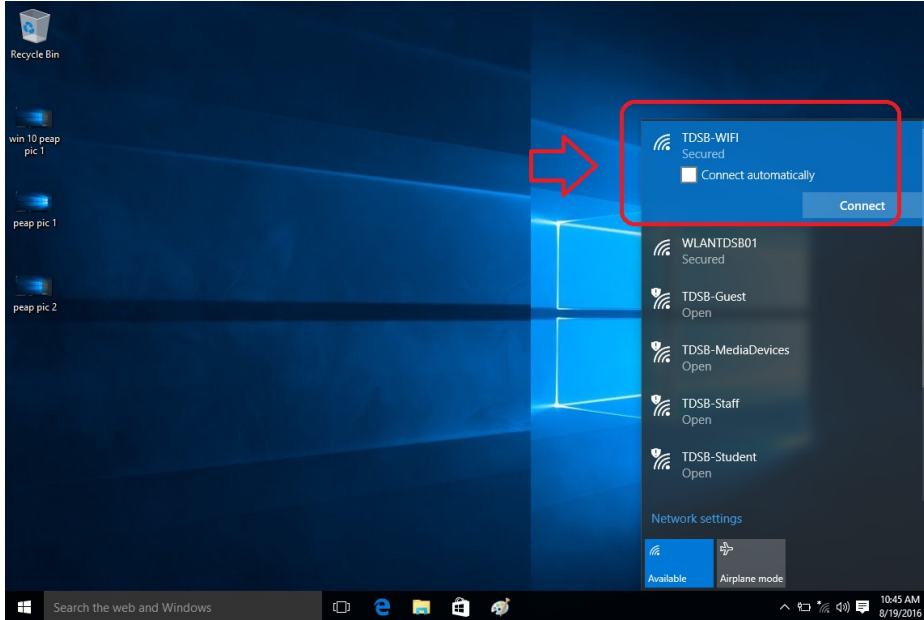 Recycle Bin
win 10 peap
pic 1
peap pic 1
peap pic 2
TDSB-WIFI
Secured
Connect automatically
Connect
WLANTDSB01
Secured
TDSB-Guest
Open
TDSB-MediaDevices
Open
TDSB-Staff
Open
TDSB-Student
Open
Network settings
Available
Airplane mode
Search the web and Windows
10:45 AM
8/19/2016